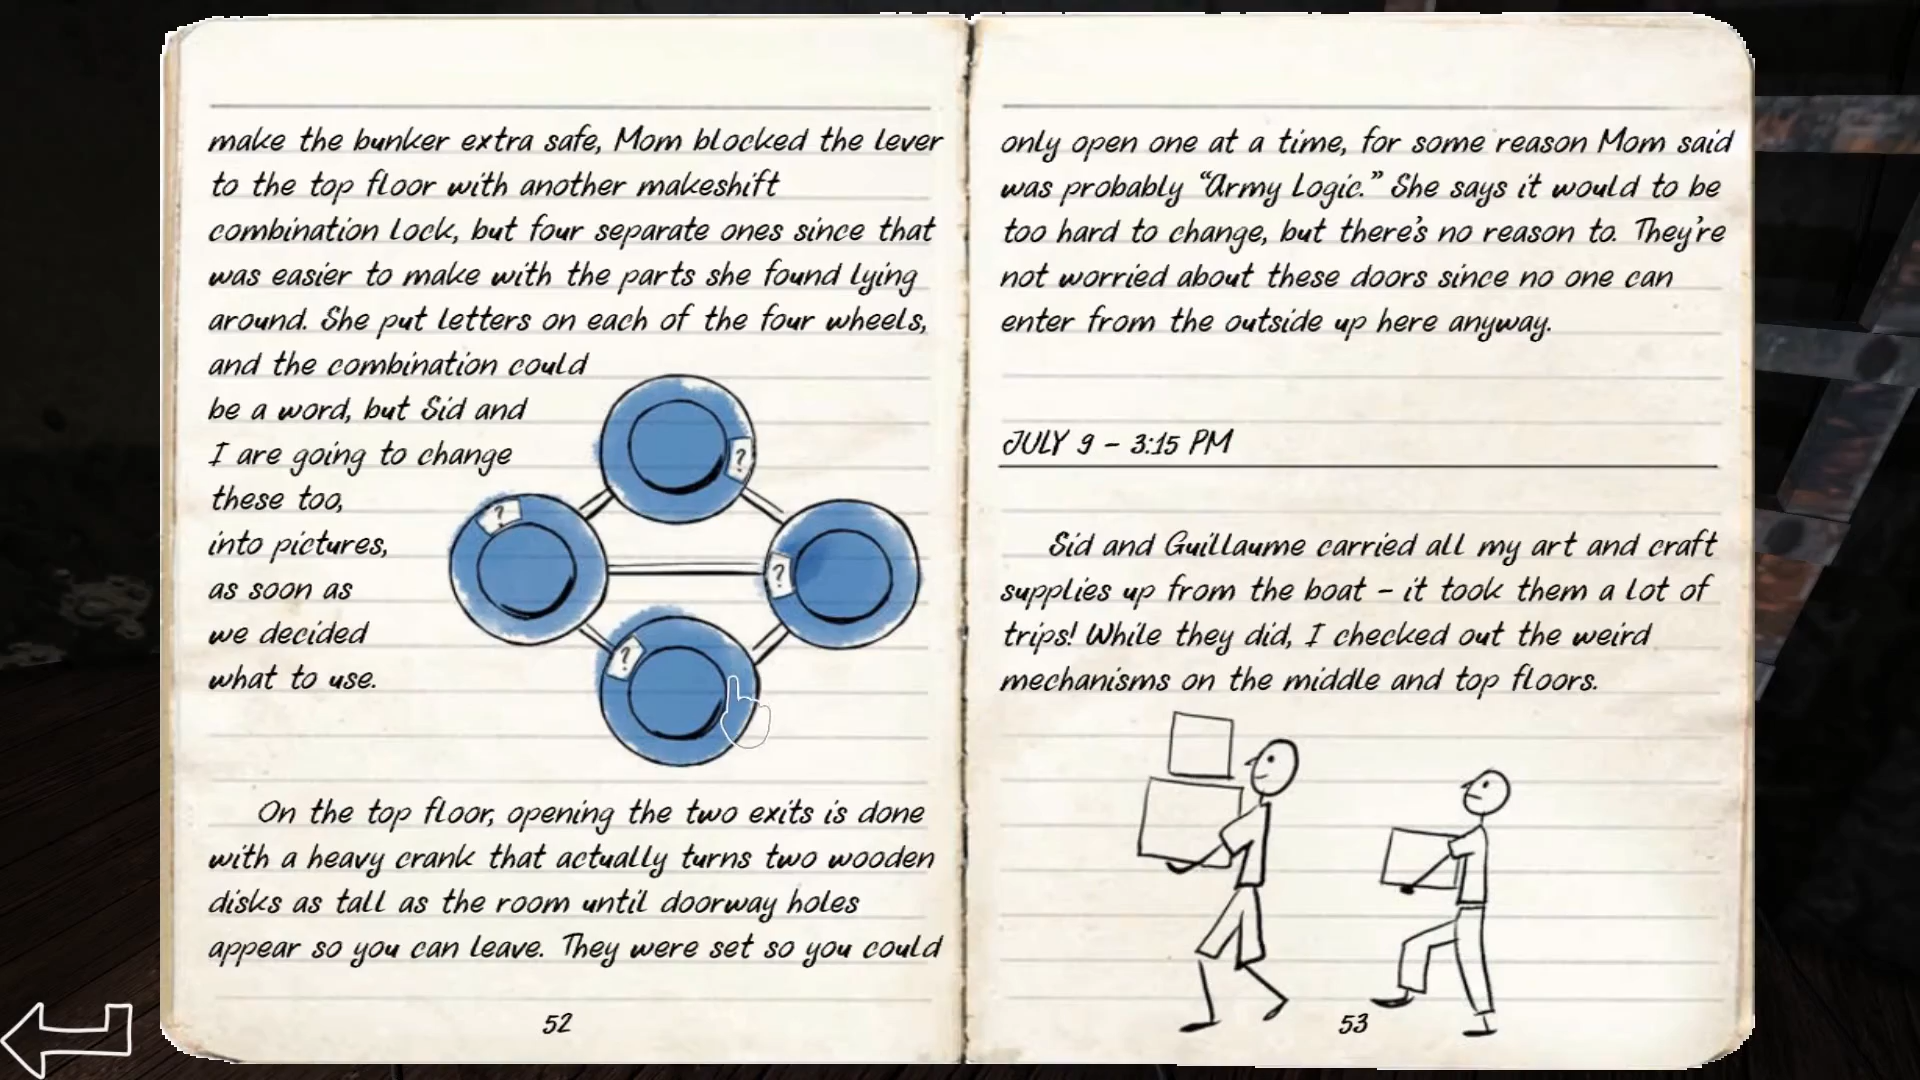 make the bunker extra safe, Mom blocked the lever
to the top floor with another makeshift
combination lock, but four separate ones since that
was easier to make with the parts she found lying
around. She put letters on each of the four wheels,
and the combination could
be a word, but Sid and
I are going to change
these too,
into pictures,
as soon as
we decided
what to use.
?
?
?
?
On the top floor, opening the two exits is done
with a heavy crank that actually turns two wooden
disks as tall as the room until doorway holes
appear so you can leave. They were set so you could
52
only open one at a time, for some reason Mom said
was probably “Army Logic.” She says it would to be
too hard to change, but there’s no reason to. They’re
not worried about these doors since no one can
enter from the outside up here anyway.
JULY 9 – 3:15 PM
Sid and Guillaume carried all my art and craft
supplies up from the boat – it took them a lot of
trips! While they did, I checked out the weird
mechanisms on the middle and top floors.
53